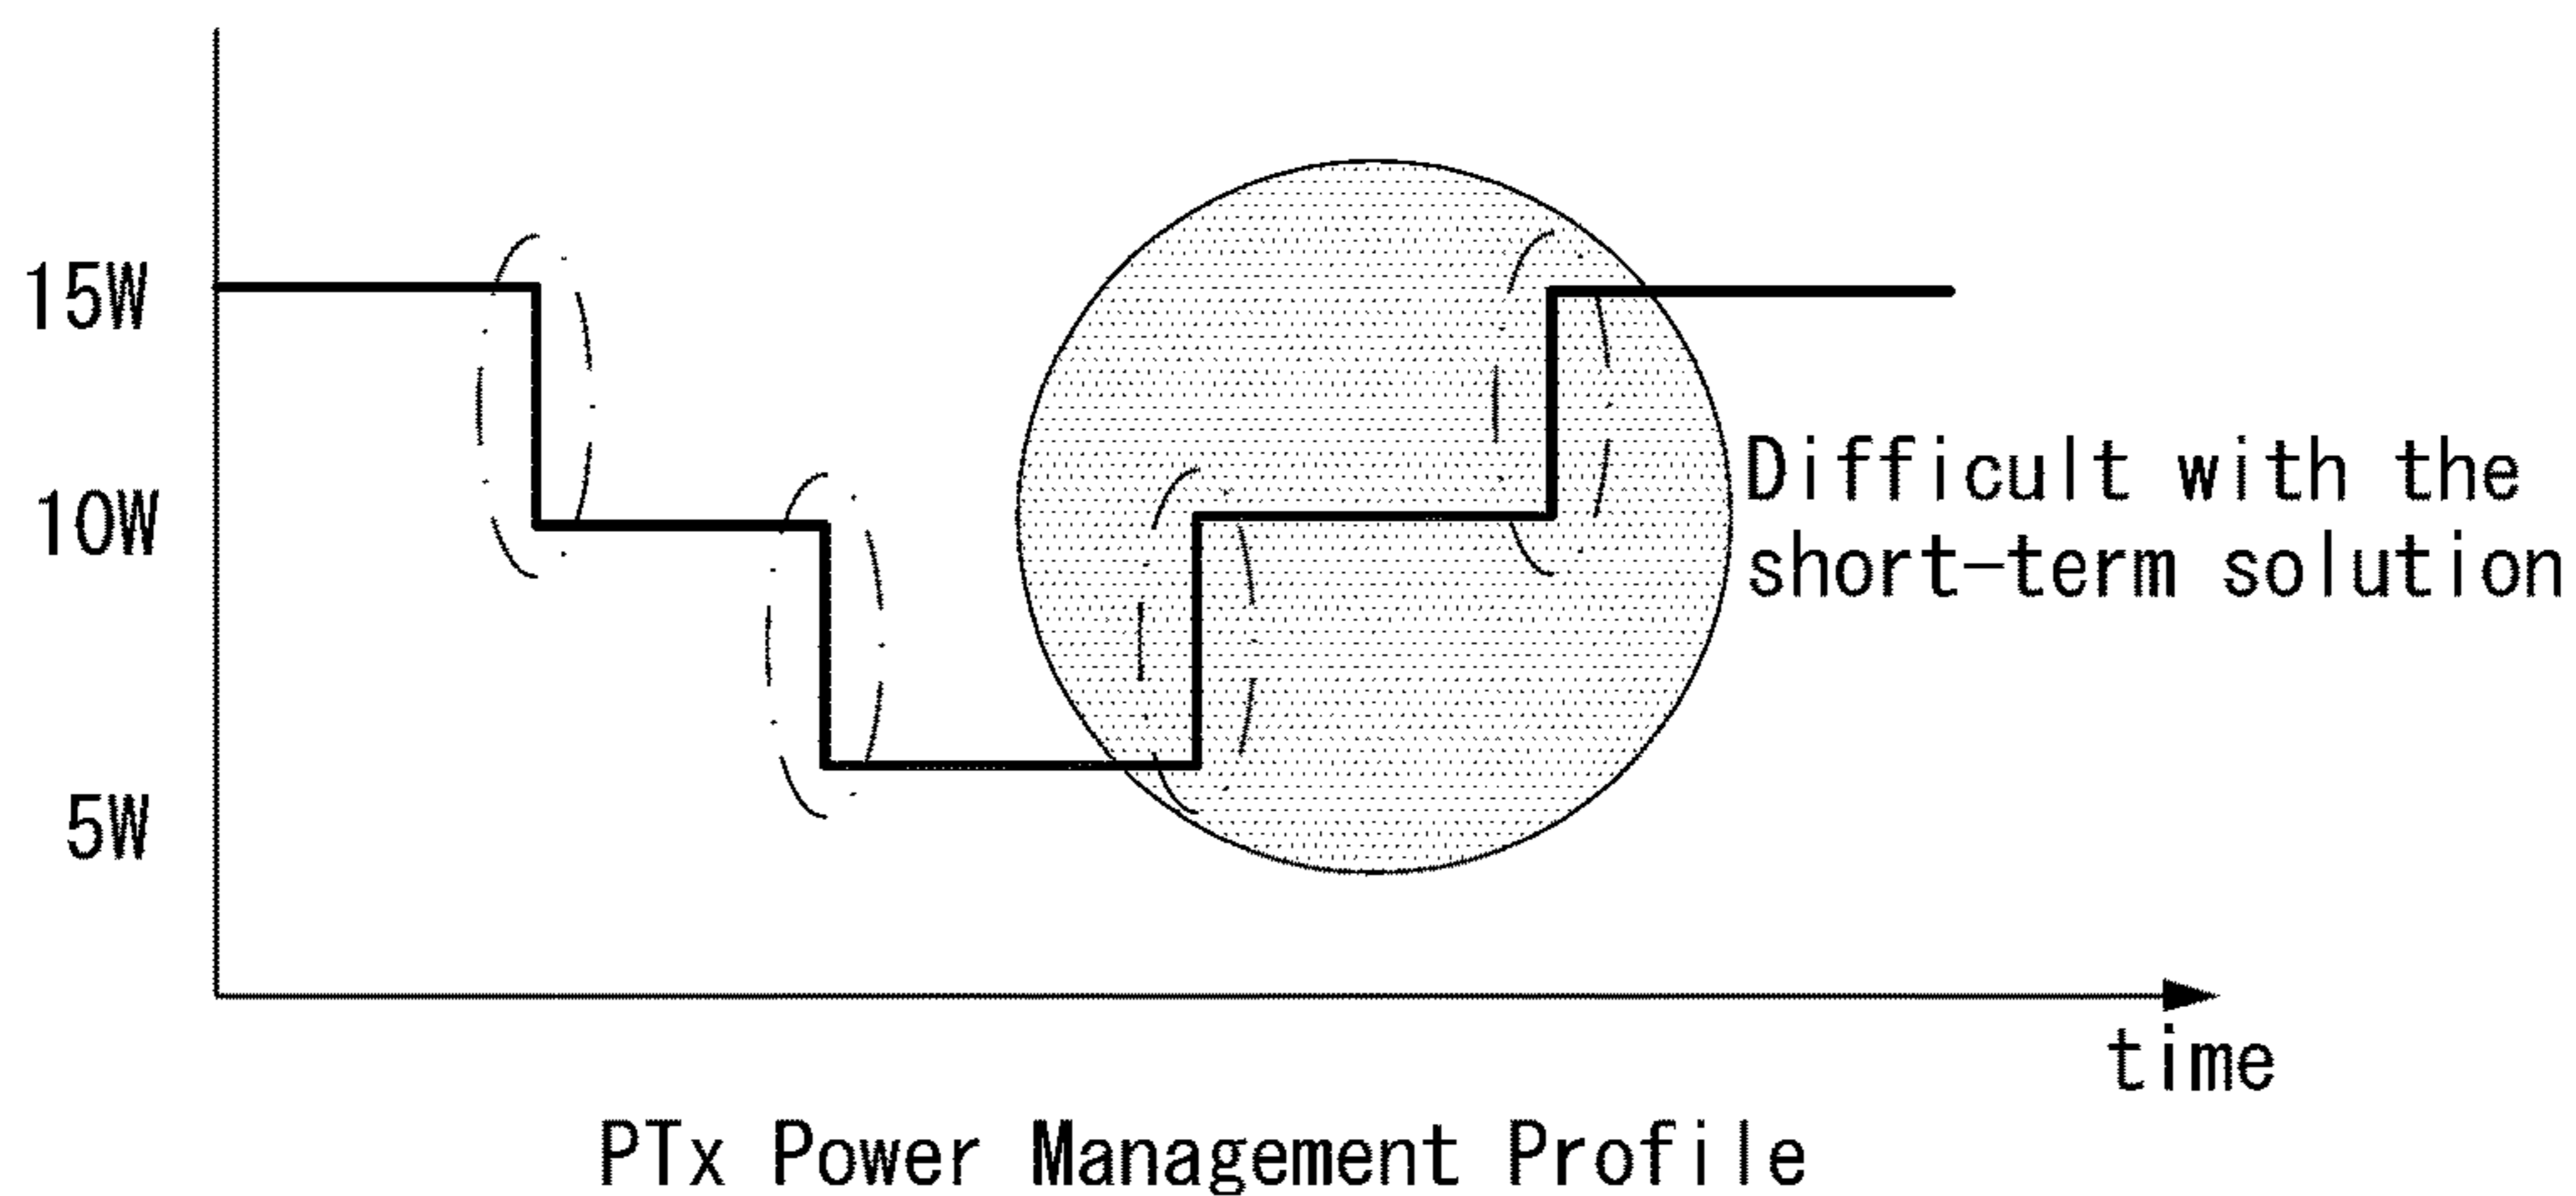 15W
10W
5W
Difficult with the
short-term solution
time
PTx Power Management Profile